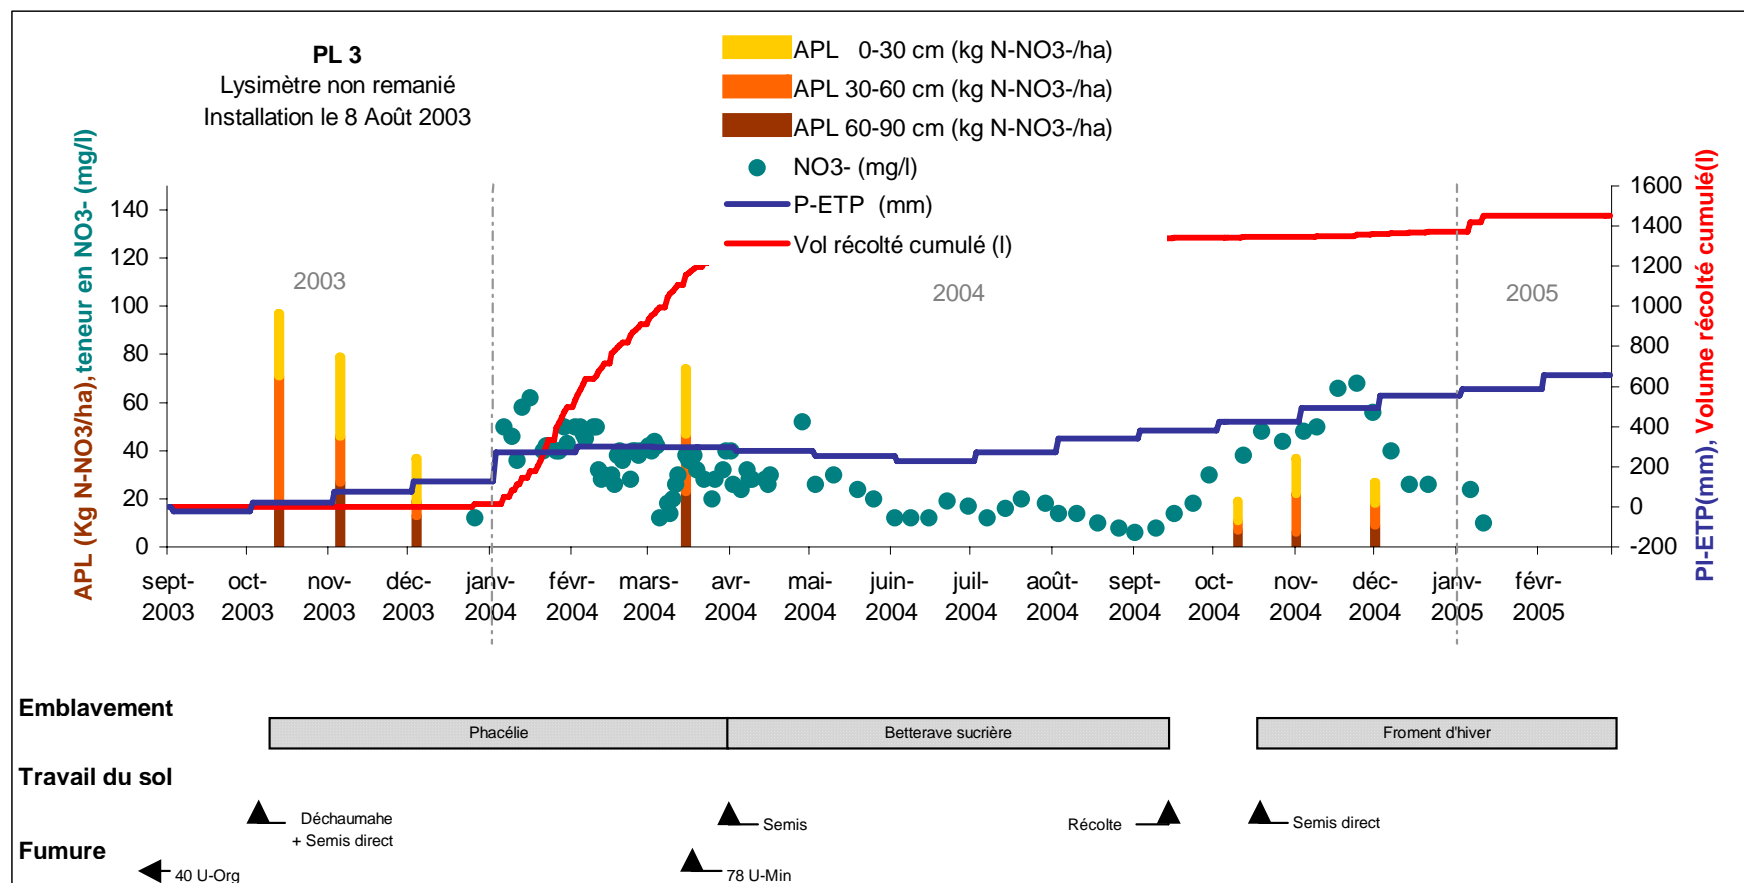 PL 3
Lysimètre non remanié
Installation le 8 Août 2003
APL 0-30 cm (kg N-NO3-/ha)
APL 30-60 cm (kg N-NO3-/ha)
APL 60-90 cm (kg N-NO3-/ha)
NO3- (mg/l)
P-ETP (mm)
Vol récolté cumulé (l)
APL (Kg N-NO3/ha), teneur en NO3- (mg/l)
140
120
100
80
60
40
20
0
2003
2004
2005
1600
1400
1200
1000
800
600
400
200
0
-200
Pl-ETP(mm), Volume récolté cumulé(l)
sept- oct- nov- déc- janv- févr- mars- avr- mai- juin- juil- août- sept- oct- nov- déc- janv- févr-
2003 2003 2003 2003 2004 2004 2004 2004 2004 2004 2004 2004 2004 2004 2004 2004 2005 2005
Emblavement
Phacélie
Betterave sucrière
Froment d'hiver
Travail du sol
Déchaumahe
+ Semis direct
Semis
Récolte
Semis direct
Fumure
40 U-Org
78 U-Min